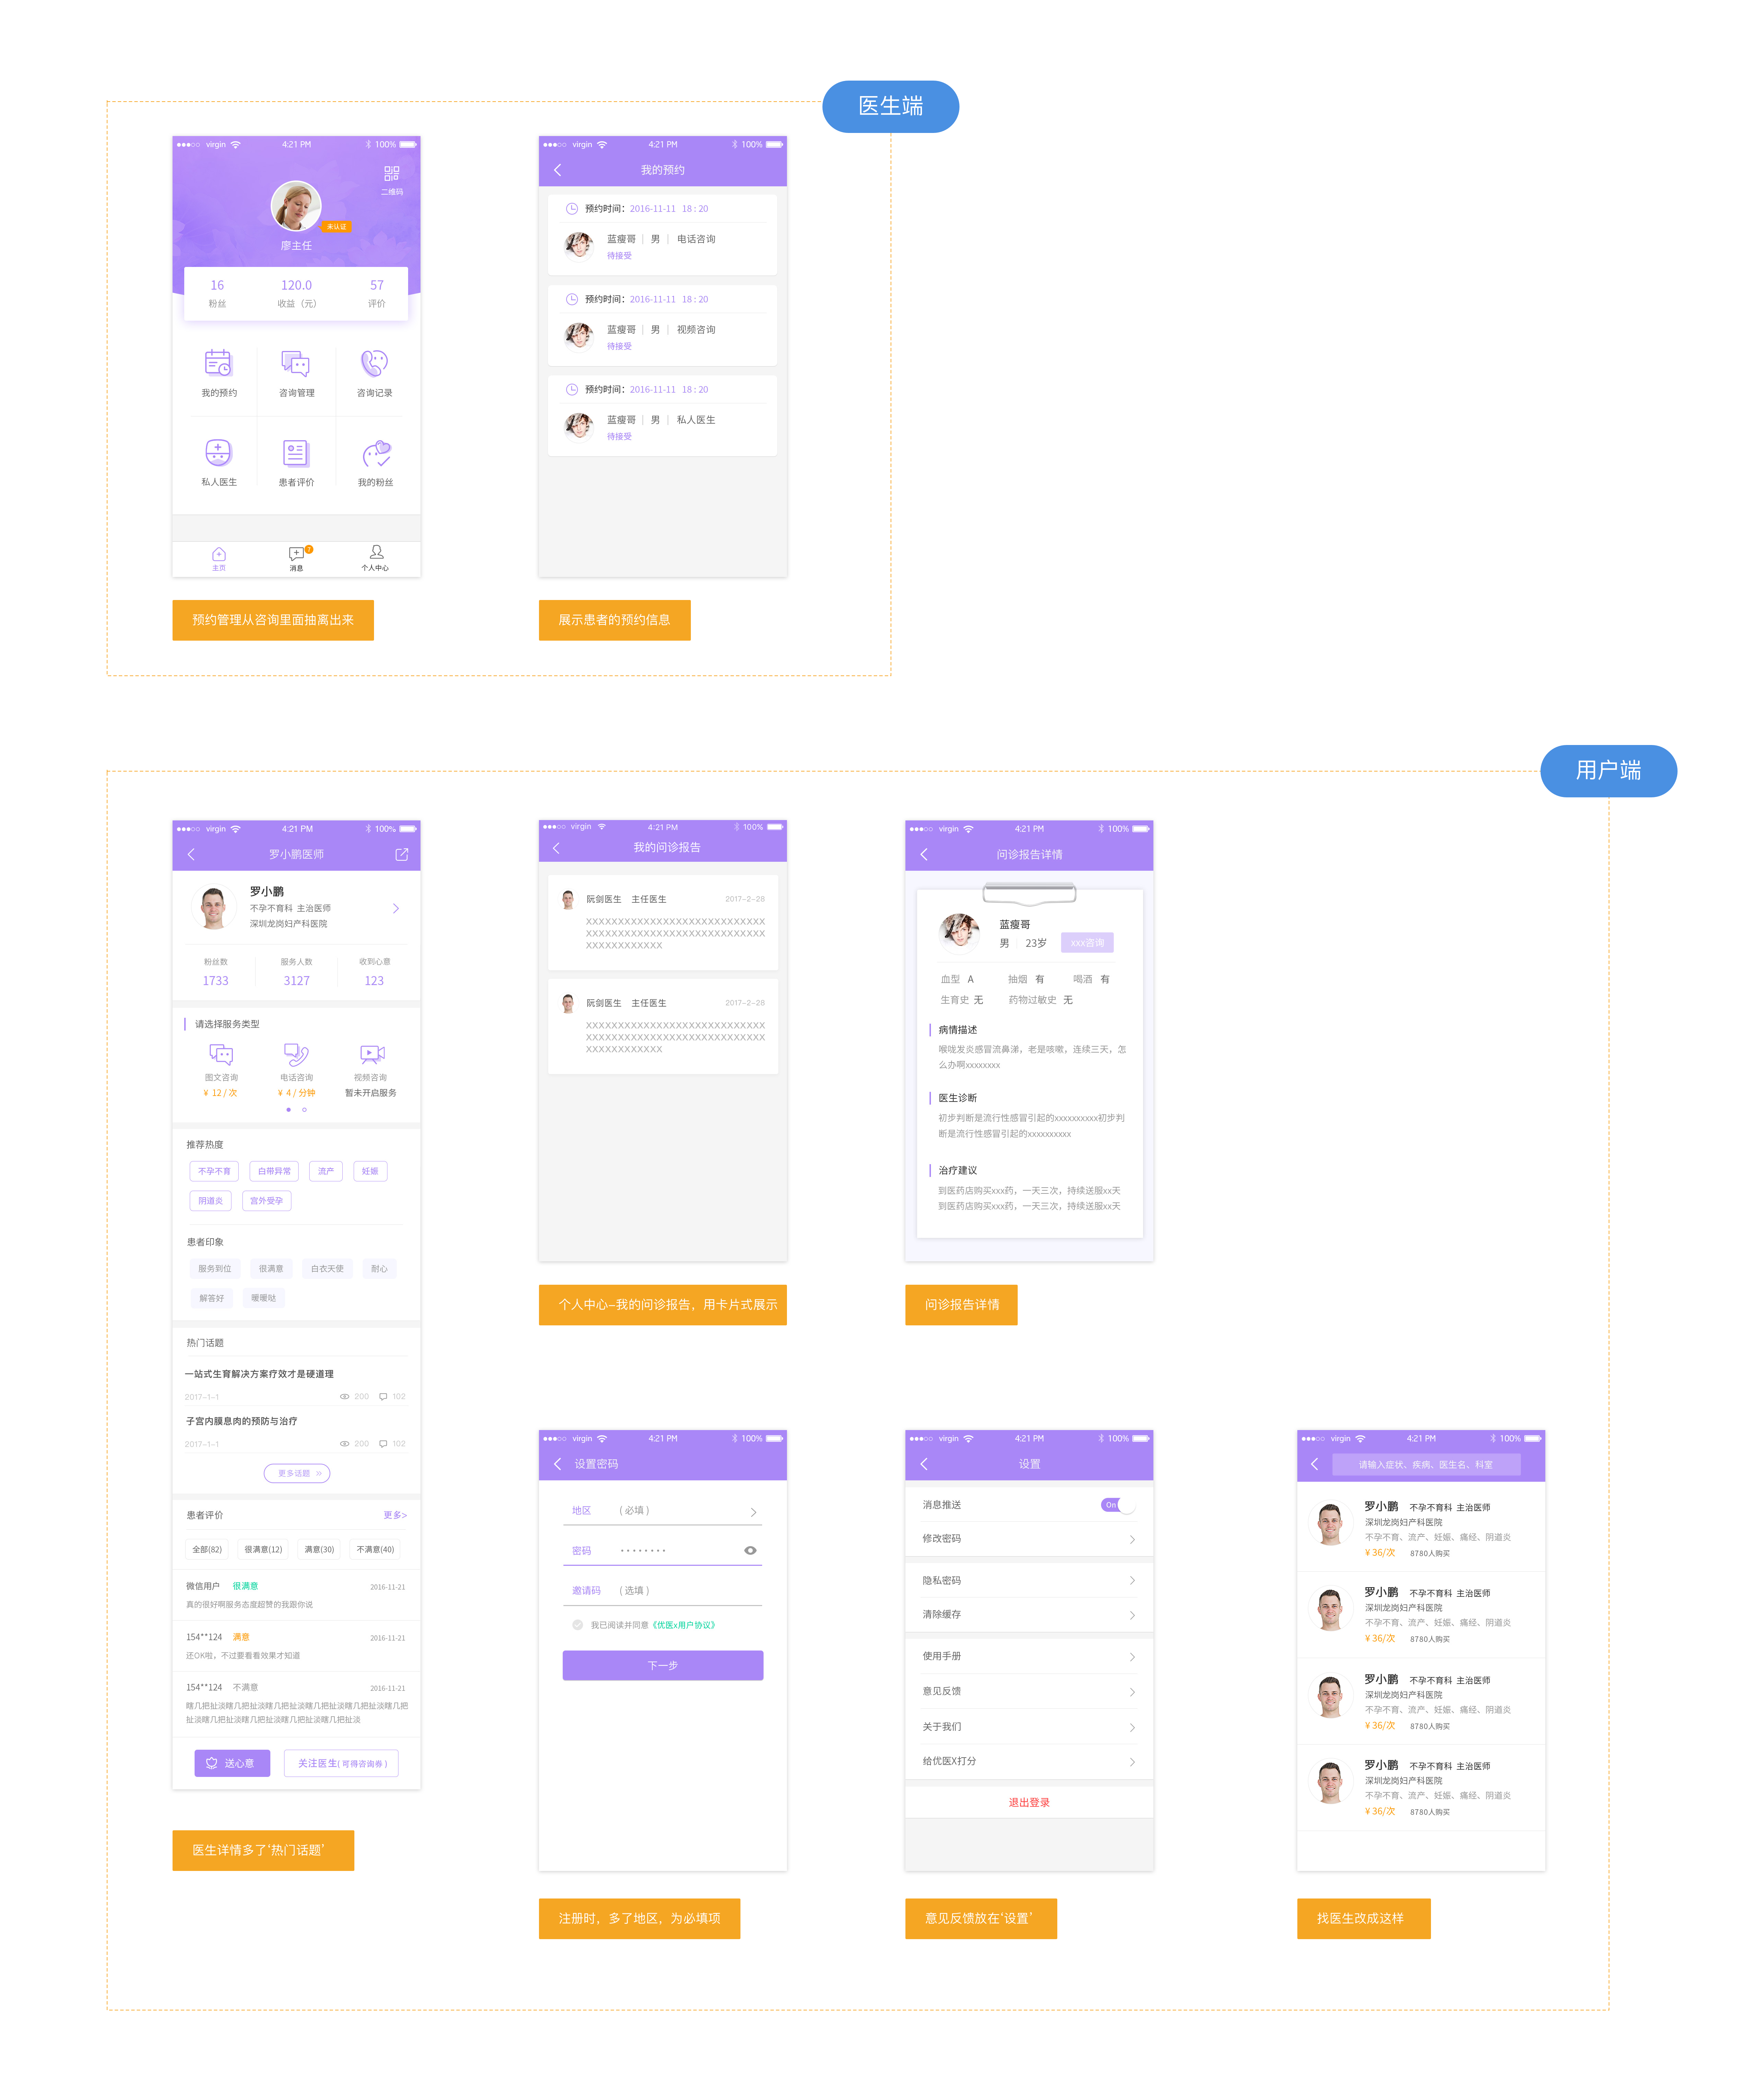 医生端
virgin 4:21 PM 100%
二维码
未认证
廖主任
16 120.0 57
粉丝 收益（元） 评价
我的预约 咨询管理 咨询记录
私人医生 患者评价 我的粉丝
7
主页 消息 个人中心
预约管理从咨询里面抽离出来
virgin 4:21 PM 100%
我的预约
预约时间：2016-11-11 18 : 20
蓝瘦哥 | 男 | 电话咨询
待接受
预约时间：2016-11-11 18 : 20
蓝瘦哥 | 男 | 视频咨询
待接受
预约时间：2016-11-11 18 : 20
蓝瘦哥 | 男 | 私人医生
待接受
展示患者的预约信息
用户端
virgin 4:21 PM 100%
罗小鹏医师
罗小鹏
不孕不育科 主治医师
深圳龙岗妇产科医院
粉丝数 服务人数 收到心意
1733 3127 123
请选择服务类型
图文咨询 电话咨询 视频咨询
¥ 12 / 次 ¥ 4 / 分钟 暂未开启服务
推荐热度
不孕不育 白带异常 流产 妊娠
阴道炎 宫外受孕
患者印象
服务到位 很满意 白衣天使 耐心
解答好 暖暖哒
热门话题
一站式生育解决方案疗效才是硬道理
2017-1-1 200 102
子宫内膜息肉的预防与治疗
2017-1-1 200 102
更多话题 >>
患者评价 更多>
全部(82) 很满意(12) 满意(30) 不满意(40)
微信用户 很满意 2016-11-21
真的很好啊服务态度超赞的我跟你说
154**124 满意 2016-11-21
还OK啦，不过要看看效果才知道
154**124 不满意 2016-11-21
瞎几把扯淡瞎几把扯淡瞎几把扯淡瞎几把扯淡瞎几把扯淡瞎几把
扯淡瞎几把扯淡瞎几把扯淡瞎几把扯淡瞎几把扯淡
送心意 关注医生( 可得咨询券 )
医生详情多了‘热门话题’
virgin 4:21 PM 100%
我的问诊报告
阮剑医生 主任医生 2017-2-28
XXXXXXXXXXXXXXXXXXXXXXXXXXXX
XXXXXXXXXXXXXXXXXXXXXXXXXXXX
XXXXXXXXXXXX
阮剑医生 主任医生 2017-2-28
XXXXXXXXXXXXXXXXXXXXXXXXXXXX
XXXXXXXXXXXXXXXXXXXXXXXXXXXX
XXXXXXXXXXXX
个人中心-我的问诊报告，用卡片式展示
virgin 4:21 PM 100%
问诊报告详情
蓝瘦哥
男 23岁 xxx咨询
血型 A 抽烟 有 喝酒 有
生育史 无 药物过敏史 无
病情描述
喉咙发炎感冒流鼻涕，老是咳嗽，连续三天，怎
么办啊xxxxxxxx
医生诊断
初步判断是流行性感冒引起的xxxxxxxxxx初步判
断是流行性感冒引起的xxxxxxxxxx
治疗建议
到医药店购买xxx药，一天三次，持续送服xx天
到医药店购买xxx药，一天三次，持续送服xx天
问诊报告详情
virgin 4:21 PM 100%
设置密码
地区 ( 必填 )
密码 ········
邀请码 ( 选填 )
我已阅读并同意《优医x用户协议》
下一步
注册时，多了地区，为必填项
virgin 4:21 PM 100%
设置
消息推送 On
修改密码
隐私密码
清除缓存
使用手册
意见反馈
关于我们
给优医X打分
退出登录
意见反馈放在‘设置’
virgin 4:21 PM 100%
请输入症状、疾病、医生名、科室
罗小鹏 不孕不育科 主治医师
深圳龙岗妇产科医院
不孕不育、流产、妊娠、痛经、阴道炎
¥ 36/次 8780人购买
罗小鹏 不孕不育科 主治医师
深圳龙岗妇产科医院
不孕不育、流产、妊娠、痛经、阴道炎
¥ 36/次 8780人购买
罗小鹏 不孕不育科 主治医师
深圳龙岗妇产科医院
不孕不育、流产、妊娠、痛经、阴道炎
¥ 36/次 8780人购买
罗小鹏 不孕不育科 主治医师
深圳龙岗妇产科医院
不孕不育、流产、妊娠、痛经、阴道炎
¥ 36/次 8780人购买
找医生改成这样